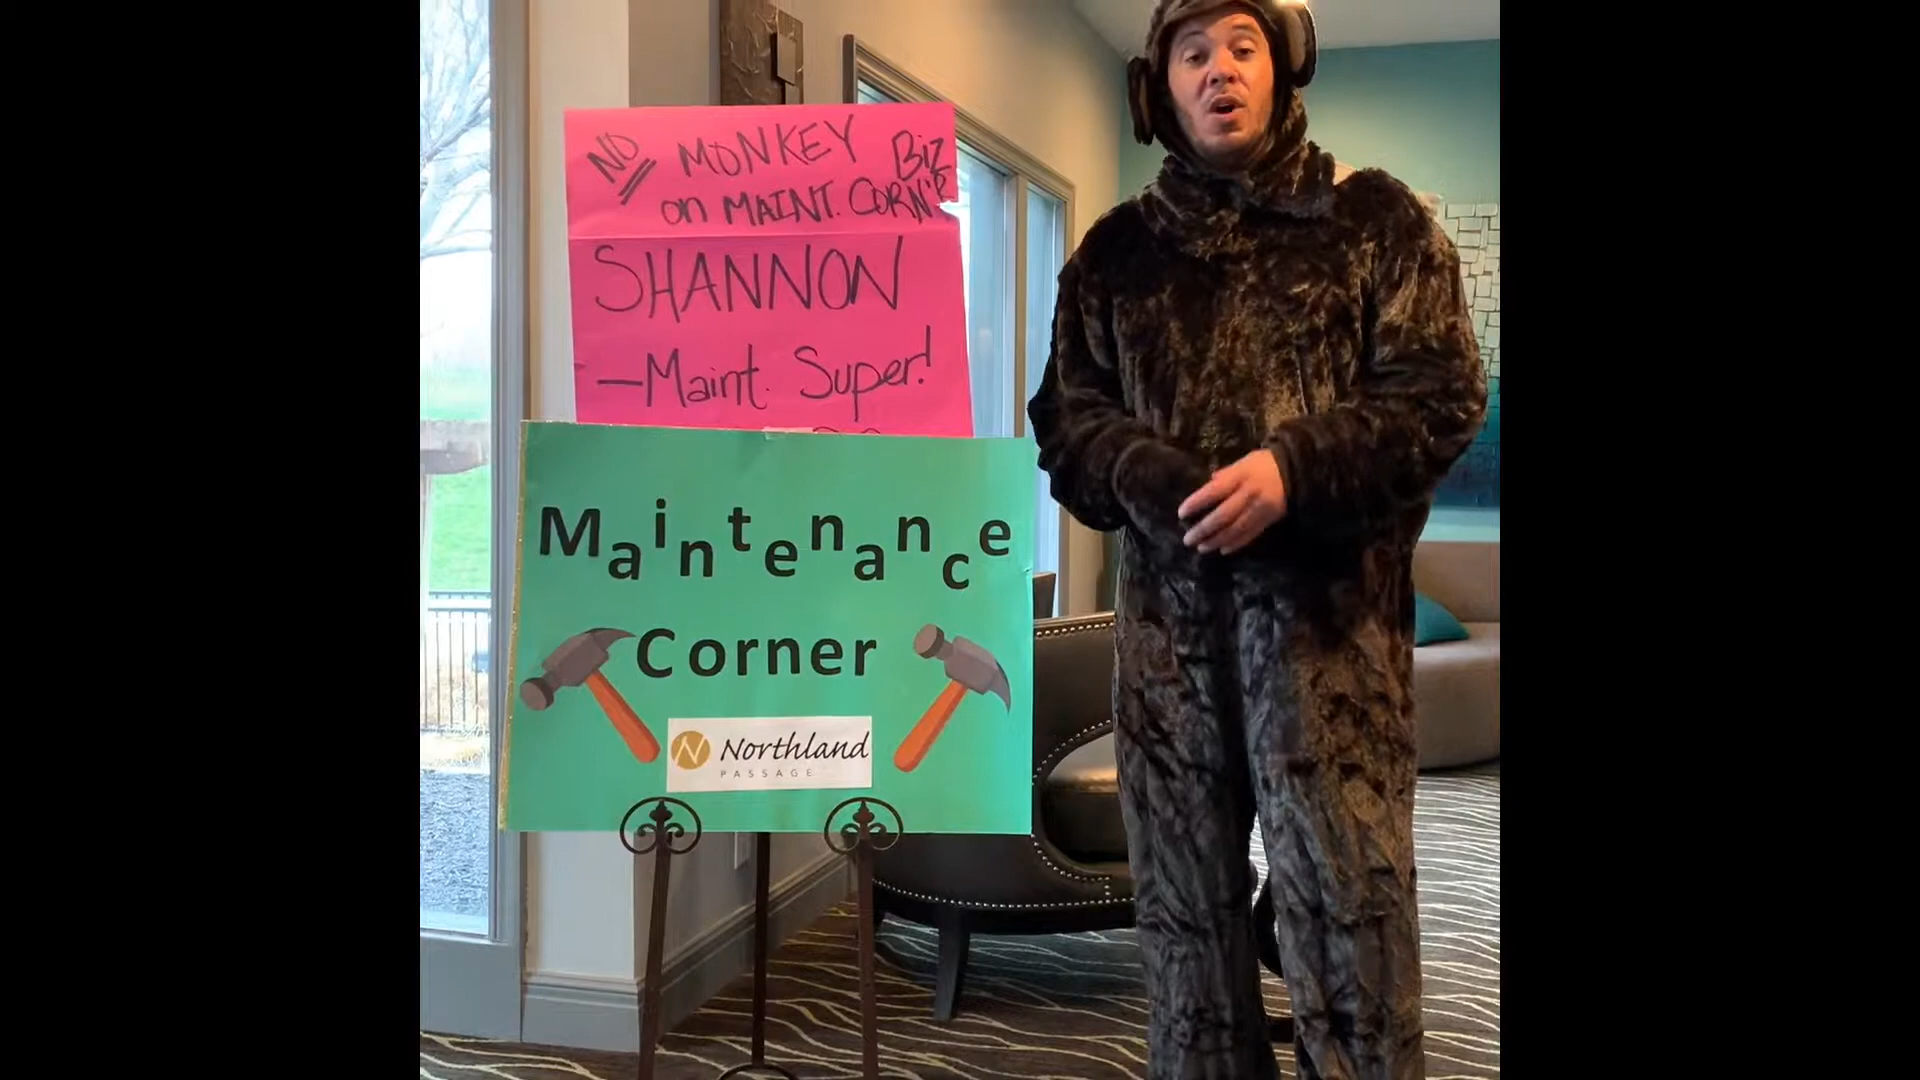 NO MONKEY Biz
on MAINT. CORN'R
SHANNON
—Maint. Super!
Maintenance
Corner
N Northland
PASSAGE